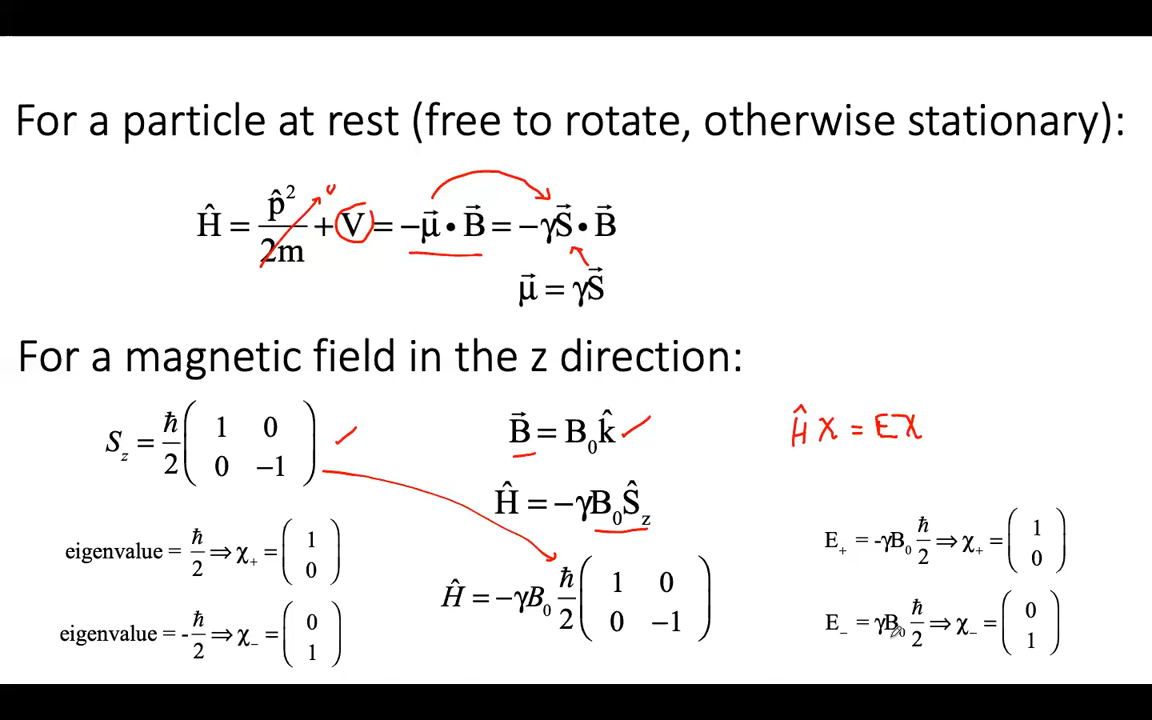 For a particle at rest (free to rotate, otherwise stationary):
Ĥ = p̂²/2m + V = −μ⃗ • B⃗ = −γS⃗ • B⃗
0
μ⃗ = γS⃗
For a magnetic field in the z direction:
S_z = ħ/2 ( 1 0 ; 0 −1 )
B⃗ = B₀k̂
Ĥχ = Eχ
Ĥ = −γB₀Ŝ_z
eigenvalue = ħ/2 ⇒ χ₊ = ( 1 ; 0 )
E₊ = -γB₀ ħ/2 ⇒ χ₊ = ( 1 ; 0 )
Ĥ = −γB₀ ħ/2 ( 1 0 ; 0 −1 )
eigenvalue = -ħ/2 ⇒ χ₋ = ( 0 ; 1 )
E₋ = γB₀ ħ/2 ⇒ χ₋ = ( 0 ; 1 )